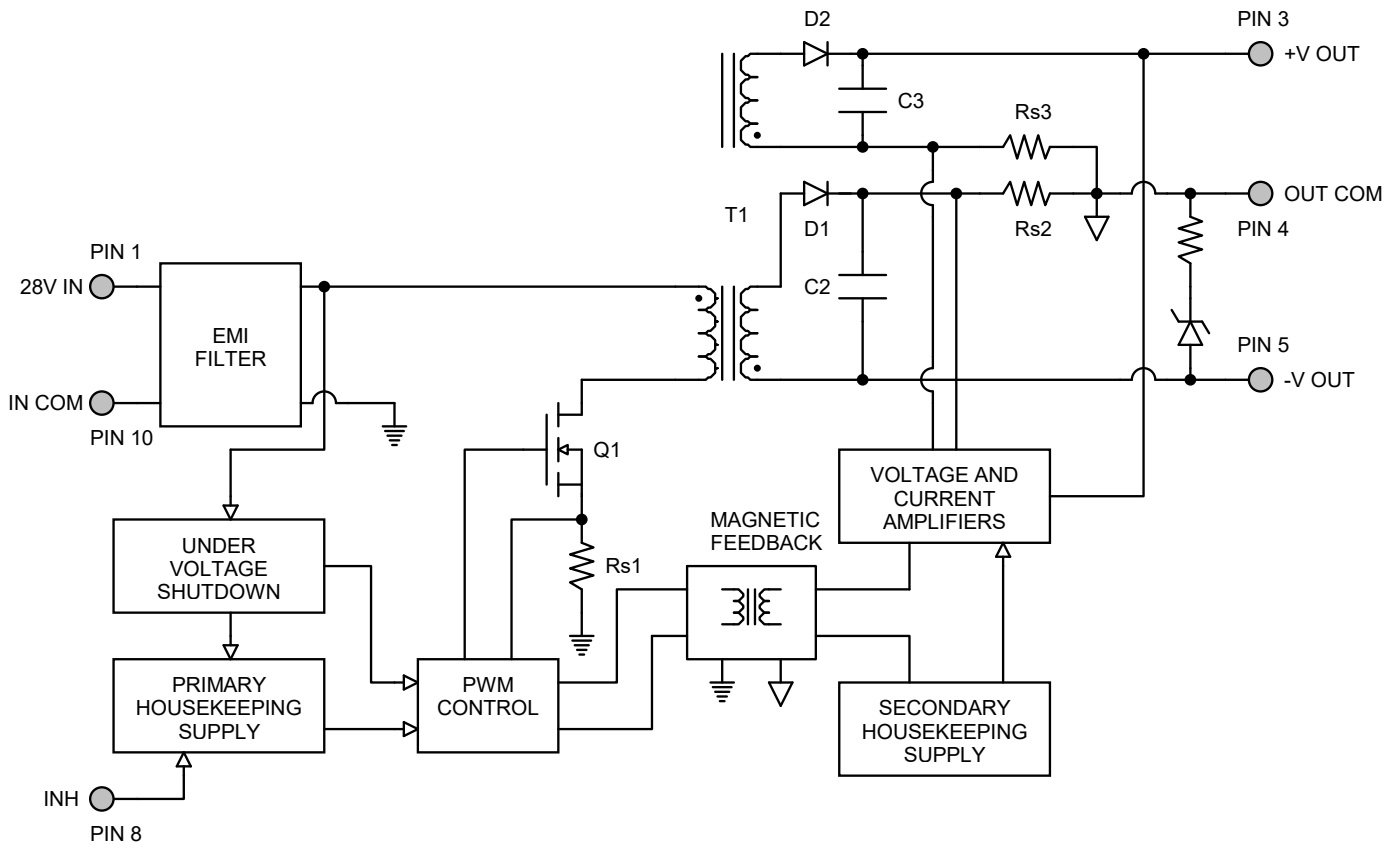 D2
PIN 3
+V OUT
C3
Rs3
T1
D1
Rs2
OUT COM
PIN 4
PIN 1
28V IN
EMI
FILTER
C2
PIN 5
-V OUT
IN COM
PIN 10
Q1
VOLTAGE AND
CURRENT
AMPLIFIERS
MAGNETIC
FEEDBACK
UNDER
VOLTAGE
SHUTDOWN
Rs1
PRIMARY
HOUSEKEEPING
SUPPLY
PWM
CONTROL
SECONDARY
HOUSEKEEPING
SUPPLY
INH
PIN 8